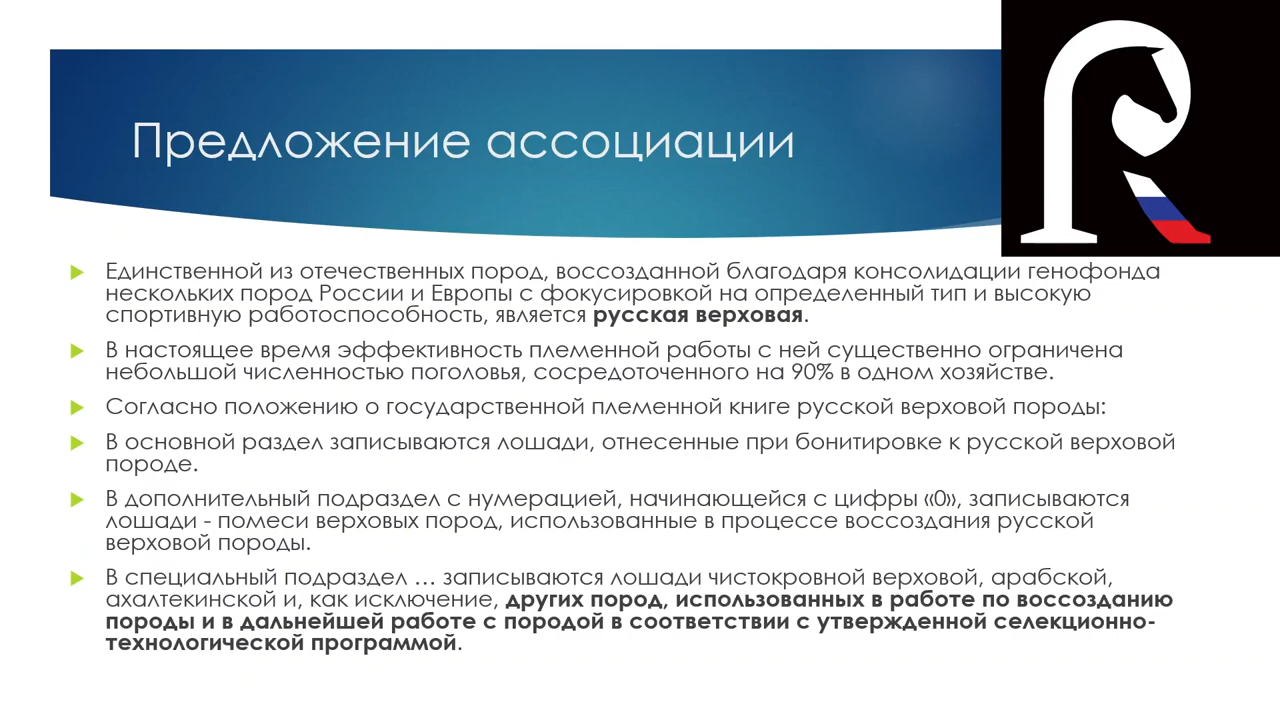 Предложение ассоциации
Единственной из отечественных пород, воссозданной благодаря консолидации генофонда
нескольких пород России и Европы с фокусировкой на определенный тип и высокую
спортивную работоспособность, является русская верховая.
В настоящее время эффективность племенной работы с ней существенно ограничена
небольшой численностью поголовья, сосредоточенного на 90% в одном хозяйстве.
Согласно положению о государственной племенной книге русской верховой породы:
В основной раздел записываются лошади, отнесенные при бонитировке к русской верховой
породе.
В дополнительный подраздел с нумерацией, начинающейся с цифры «0», записываются
лошади - помеси верховых пород, использованные в процессе воссоздания русской
верховой породы.
В специальный подраздел … записываются лошади чистокровной верховой, арабской,
ахалтекинской и, как исключение, других пород, использованных в работе по воссозданию
породы и в дальнейшей работе с породой в соответствии с утвержденной селекционно-
технологической программой.